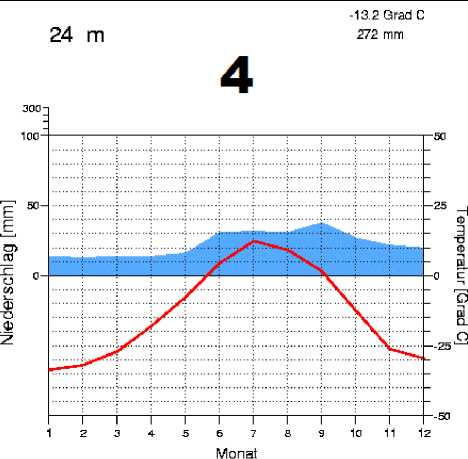 -13.2 Grad C
24 m
272 mm
4
300
100
50
50
25
0
0
-25
-50
Niederschlag [mm]
Temperatur [Grad C]
1 2 3 4 5 6 7 8 9 10 11 12
Monat